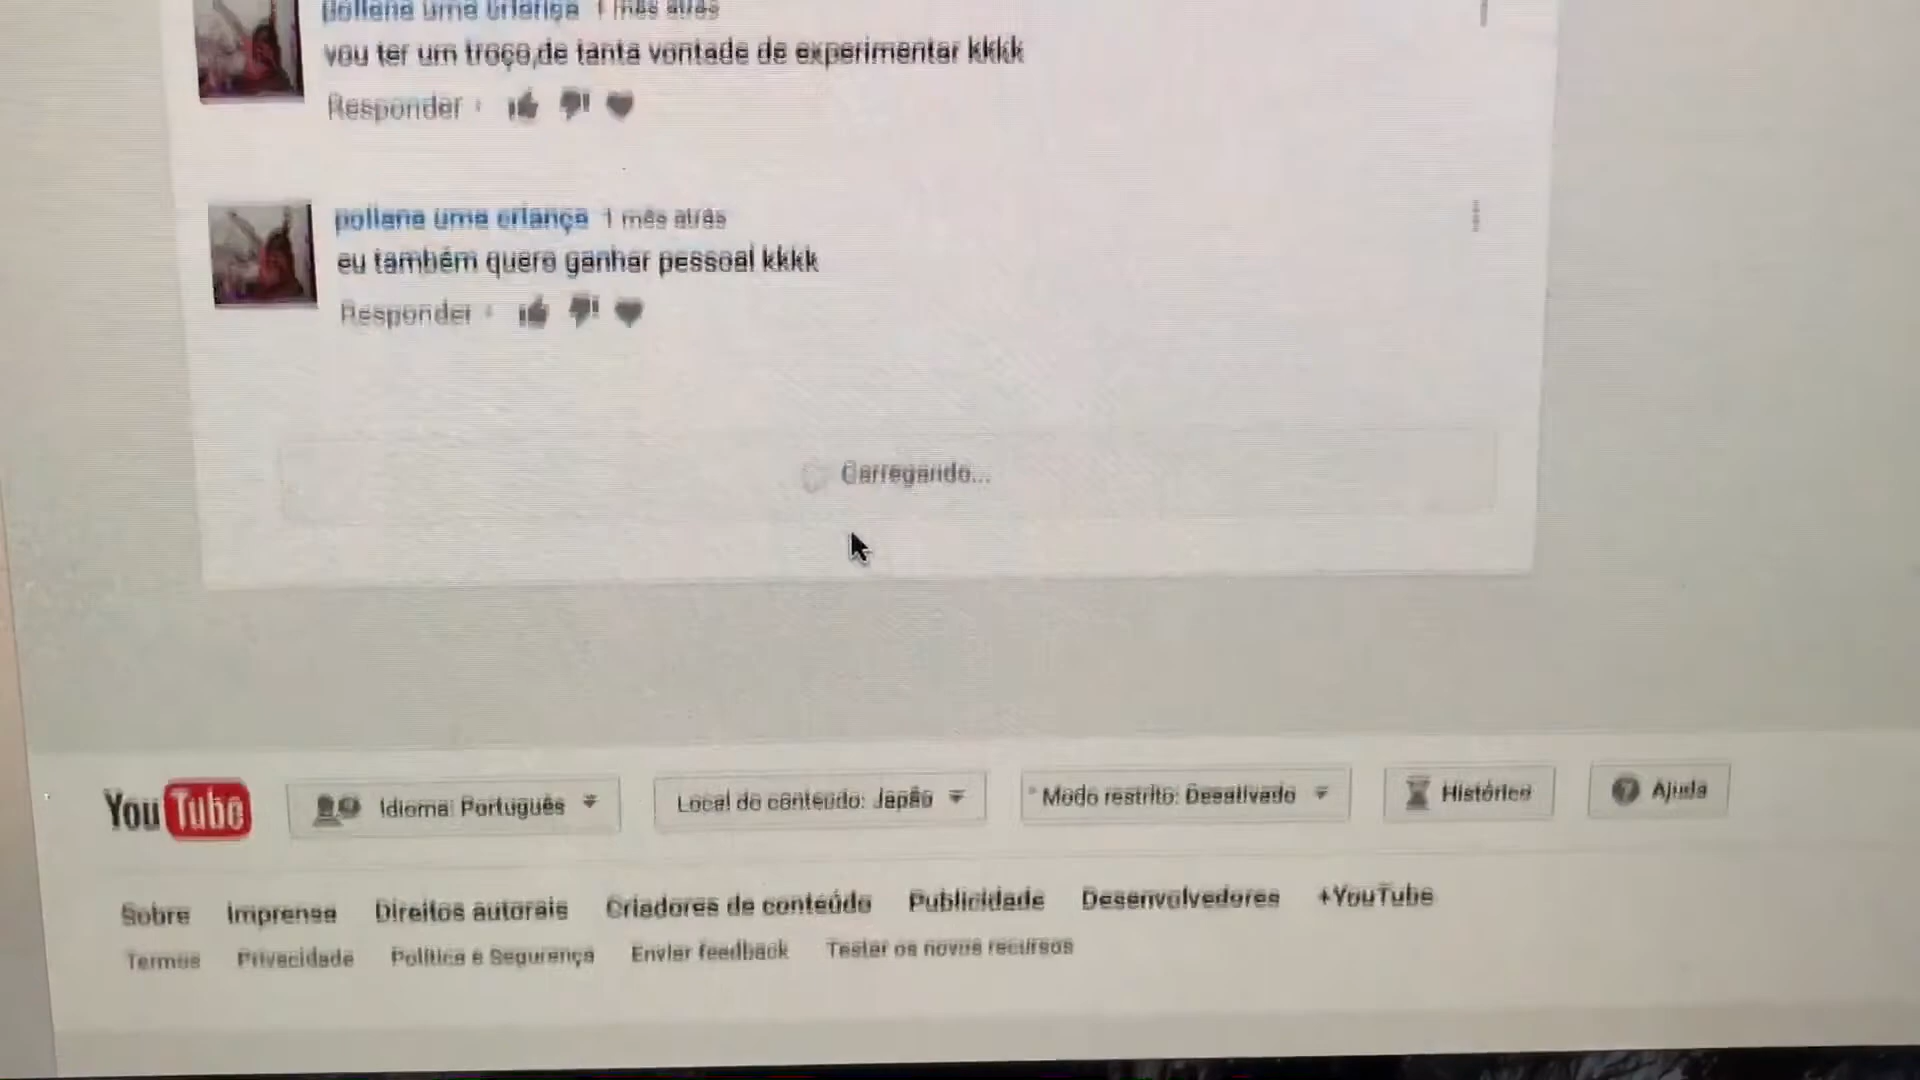 pollana uma criança 1 mês atrás
vou ter um troço,de tanta vontade de experimentar kkkk
Responder
pollana uma criança 1 mês atrás
eu também quero ganhar pessoal kkkk
Responder
Carregando...
YouTube Idioma: Português Local do conteúdo: Japão Modo restrito: Desativado Histórico Ajuda
Sobre Imprensa Direitos autorais Criadores de conteúdo Publicidade Desenvolvedores +YouTube
Termos Privacidade Política e Segurança Enviar feedback Testar os novos recursos